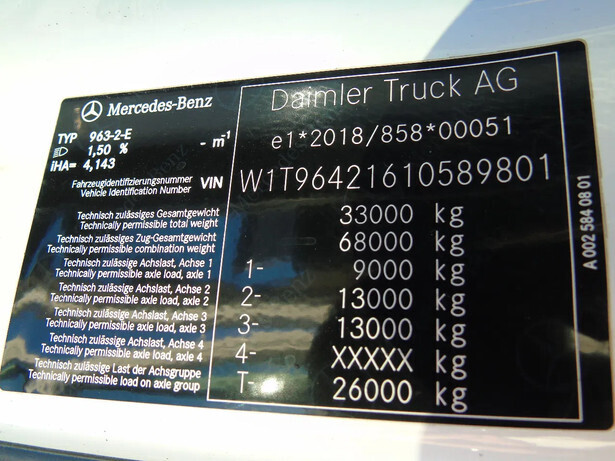 Mercedes-Benz
Daimler Truck AG
TYP 963-2-E
1,50 % - m⁻¹
iHA= 4,143
e1*2018/858*00051
Fahrzeugidentifizierungsnummer
Vehicle Identification Number VIN W1T96421610589801
Technisch zulässiges Gesamtgewicht
Technically permissible total weight 33000 kg
Technisch zulässiges Zug-Gesamtgewicht
Technically permissible combination weight 68000 kg
Technisch zulässige Achslast, Achse 1
Technically permissible axle load, axle 1 1- 9000 kg
Technisch zulässige Achslast, Achse 2
Technically permissible axle load, axle 2 2- 13000 kg
Technisch zulässige Achslast, Achse 3
Technically permissible axle load, axle 3 3- 13000 kg
Technisch zulässige Achslast, Achse 4
Technically permissible axle load, axle 4 4- XXXXX kg
Technisch zulässige Last der Achsgruppe
Technically permissible load on axle group T- 26000 kg
A 002 584 08 01